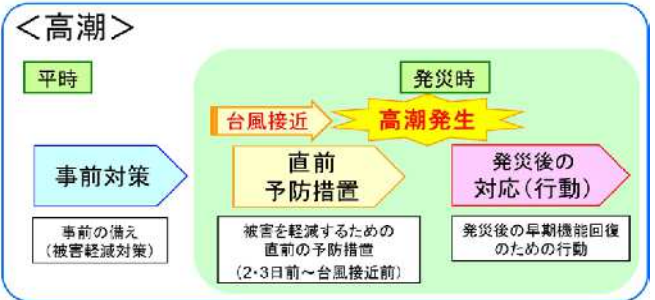 ＜高潮＞
平時
発災時
台風接近
高潮発生
事前対策
直前
予防措置
発災後の
対応(行動)
事前の備え
(被害軽減対策)
被害を軽減するための
直前の予防措置
(2・3日前～台風接近前)
発災後の早期機能回復
のための行動